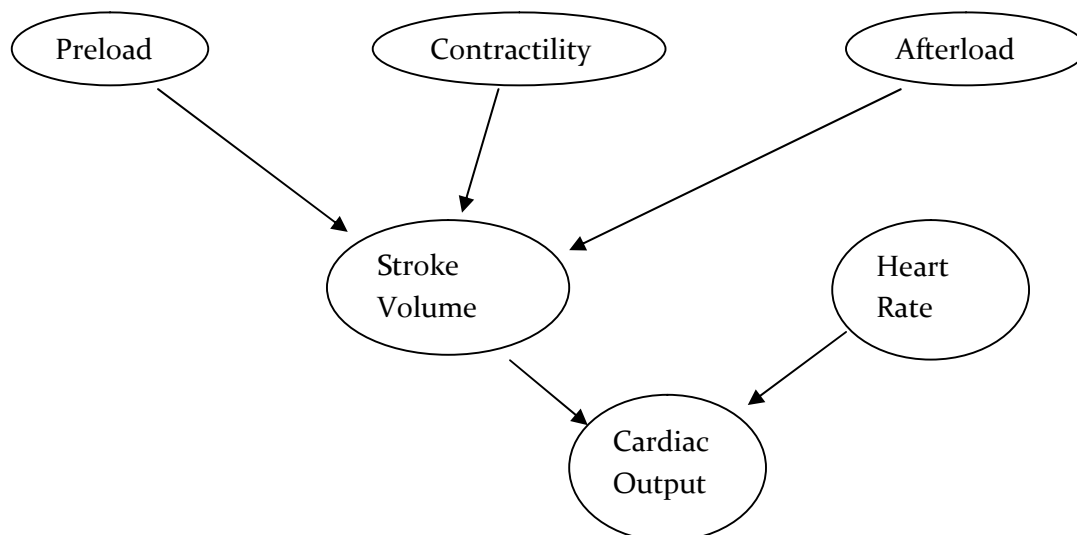 Preload
Contractility
Afterload
Stroke
Volume
Heart
Rate
Cardiac
Output